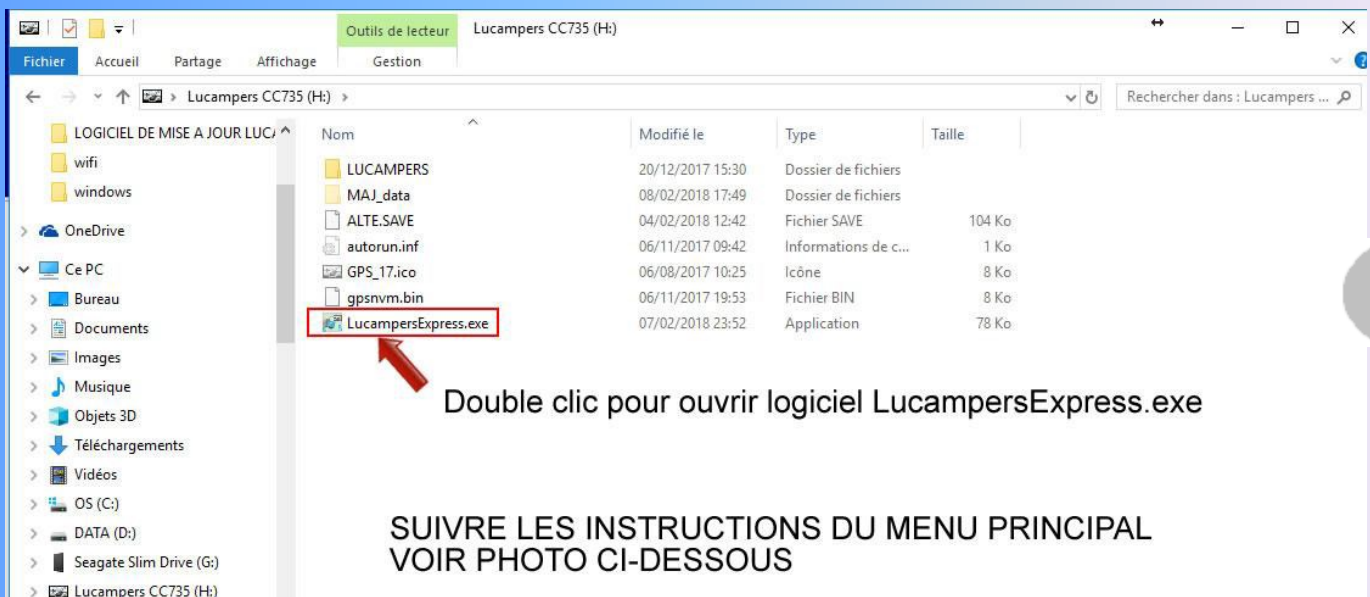 Outils de lecteur Lucampers CC735 (H:)
Fichier Accueil Partage Affichage Gestion
Lucampers CC735 (H:) Rechercher dans : Lucampers ...
LOGICIEL DE MISE A JOUR LUCA
wifi
windows
OneDrive
Ce PC
Bureau
Documents
Images
Musique
Objets 3D
Téléchargements
Vidéos
OS (C:)
DATA (D:)
Seagate Slim Drive (G:)
Lucampers CC735 (H:)
Nom Modifié le Type Taille
LUCAMPERS 20/12/2017 15:30 Dossier de fichiers
MAJ_data 08/02/2018 17:49 Dossier de fichiers
ALTE.SAVE 04/02/2018 12:42 Fichier SAVE 104 Ko
autorun.inf 06/11/2017 09:42 Informations de c... 1 Ko
GPS_17.ico 06/08/2017 10:25 Icône 8 Ko
gpsnvm.bin 06/11/2017 19:53 Fichier BIN 8 Ko
LucampersExpress.exe 07/02/2018 23:52 Application 78 Ko
Double clic pour ouvrir logiciel LucampersExpress.exe
SUIVRE LES INSTRUCTIONS DU MENU PRINCIPAL
VOIR PHOTO CI-DESSOUS